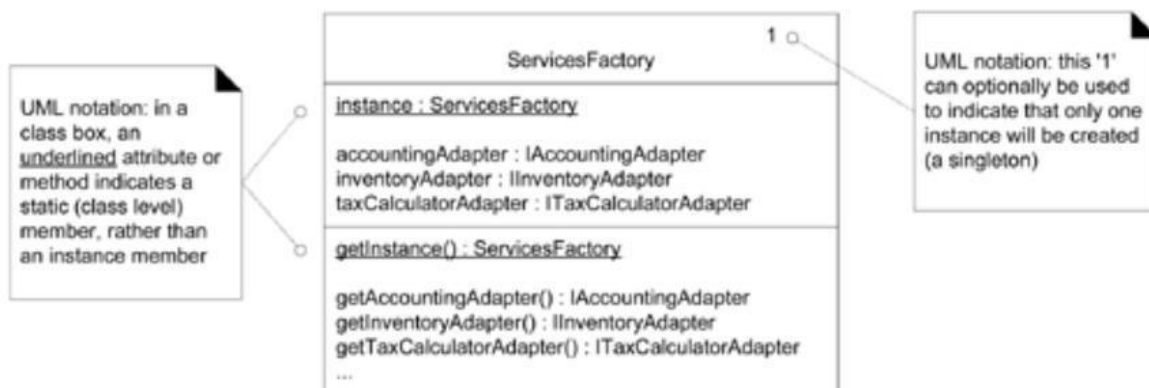 UML notation: in a
class box, an
underlined attribute or
method indicates a
static (class level)
member, rather than
an instance member
1
ServicesFactory
instance : ServicesFactory
accountingAdapter : IAccountingAdapter
inventoryAdapter : IInventoryAdapter
taxCalculatorAdapter : ITaxCalculatorAdapter
getInstance() : ServicesFactory
getAccountingAdapter() : IAccountingAdapter
getInventoryAdapter() : IInventoryAdapter
getTaxCalculatorAdapter() : ITaxCalculatorAdapter
...
UML notation: this '1'
can optionally be used
to indicate that only one
instance will be created
(a singleton)